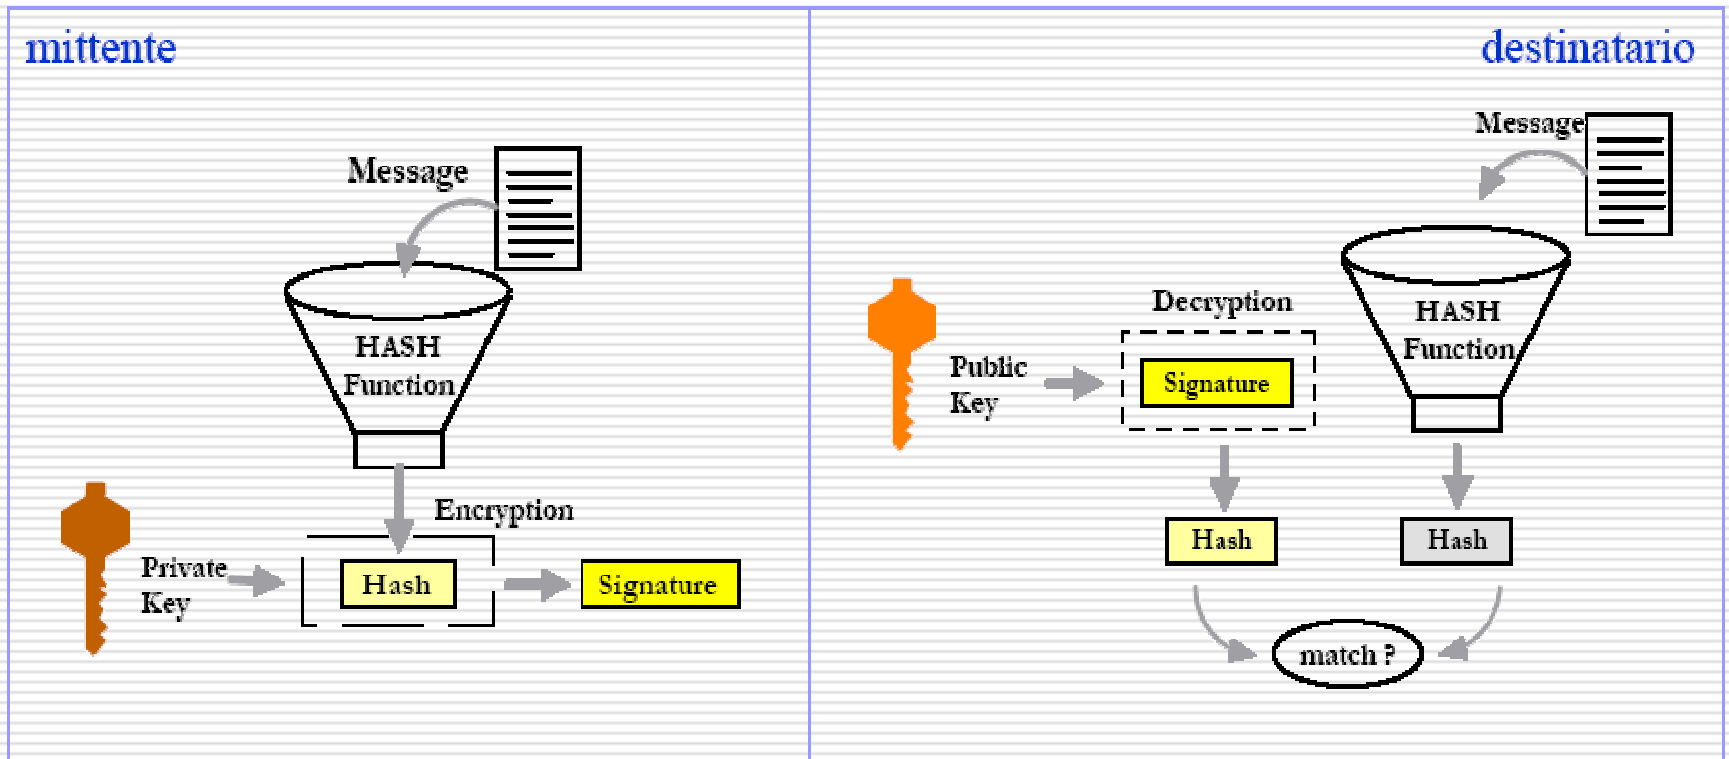 mittente
Message
HASH
Function
Encryption
Private
Key
Hash
Signature
destinatario
Message
HASH
Function
Decryption
Public
Key
Signature
Hash
Hash
match ?